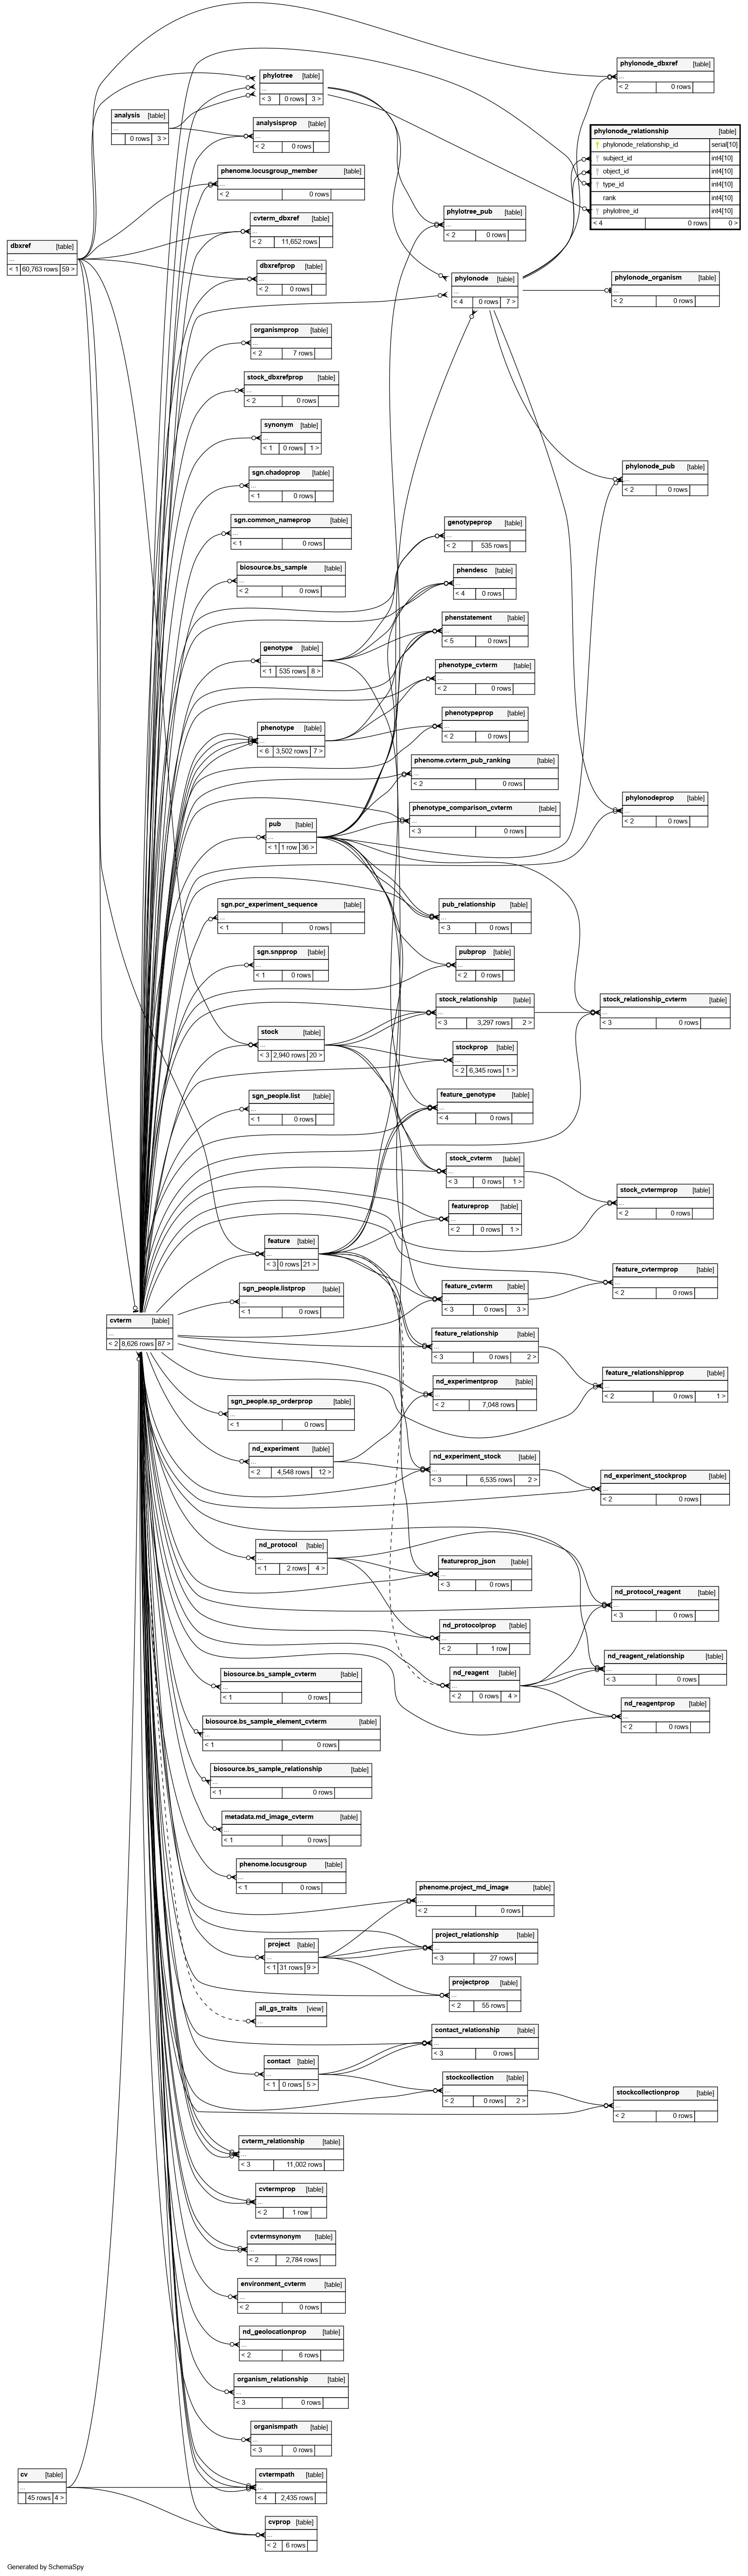 phylonode_dbxref [table]
...
< 2 0 rows
phylotree [table]
...
< 3 0 rows 3 >
analysis [table]
...
0 rows 3 >
analysisprop [table]
...
< 2 0 rows
phylonode_relationship [table]
phylonode_relationship_id serial[10]
subject_id int4[10]
object_id int4[10]
type_id int4[10]
rank int4[10]
phylotree_id int4[10]
< 4 0 rows 0 >
phenome.locusgroup_member [table]
...
< 2 0 rows
phylotree_pub [table]
...
< 2 0 rows
cvterm_dbxref [table]
...
< 2 11,652 rows
dbxref [table]
...
< 1 60,763 rows 59 >
dbxrefprop [table]
...
< 2 0 rows
phylonode [table]
...
< 4 0 rows 7 >
phylonode_organism [table]
...
< 2 0 rows
organismprop [table]
...
< 2 7 rows
stock_dbxrefprop [table]
...
< 2 0 rows
synonym [table]
...
< 1 0 rows 1 >
sgn.chadoprop [table]
...
< 1 0 rows
phylonode_pub [table]
...
< 2 0 rows
sgn.common_nameprop [table]
...
< 1 0 rows
genotypeprop [table]
...
< 2 535 rows
biosource.bs_sample [table]
...
< 2 0 rows
phendesc [table]
...
< 4 0 rows
phenstatement [table]
...
< 5 0 rows
genotype [table]
...
< 1 535 rows 8 >
phenotype_cvterm [table]
...
< 2 0 rows
phenotypeprop [table]
...
< 2 0 rows
phenotype [table]
...
< 6 3,502 rows 7 >
phenome.cvterm_pub_ranking [table]
...
< 2 0 rows
phylonodeprop [table]
...
< 2 0 rows
phenotype_comparison_cvterm [table]
...
< 3 0 rows
pub [table]
...
< 1 1 row 36 >
sgn.pcr_experiment_sequence [table]
...
< 1 0 rows
pub_relationship [table]
...
< 3 0 rows
sgn.snpprop [table]
...
< 1 0 rows
pubprop [table]
...
< 2 0 rows
stock_relationship [table]
...
< 3 3,297 rows 2 >
stock_relationship_cvterm [table]
...
< 3 0 rows
stock [table]
...
< 3 2,940 rows 20 >
stockprop [table]
...
< 2 6,345 rows 1 >
sgn_people.list [table]
...
< 1 0 rows
feature_genotype [table]
...
< 4 0 rows
stock_cvterm [table]
...
< 3 0 rows 1 >
stock_cvtermprop [table]
...
< 2 0 rows
featureprop [table]
...
< 2 0 rows 1 >
feature [table]
...
< 3 0 rows 21 >
feature_cvtermprop [table]
...
< 2 0 rows
sgn_people.listprop [table]
...
< 1 0 rows
feature_cvterm [table]
...
< 3 0 rows 3 >
cvterm [table]
...
< 2 8,626 rows 87 >
feature_relationship [table]
...
< 3 0 rows 2 >
feature_relationshipprop [table]
...
< 2 0 rows 1 >
nd_experimentprop [table]
...
< 2 7,048 rows
sgn_people.sp_orderprop [table]
...
< 1 0 rows
nd_experiment [table]
...
< 2 4,548 rows 12 >
nd_experiment_stock [table]
...
< 3 6,535 rows 2 >
nd_experiment_stockprop [table]
...
< 2 0 rows
nd_protocol [table]
...
< 1 2 rows 4 >
featureprop_json [table]
...
< 3 0 rows
nd_protocol_reagent [table]
...
< 3 0 rows
nd_protocolprop [table]
...
< 2 1 row
nd_reagent_relationship [table]
...
< 3 0 rows
biosource.bs_sample_cvterm [table]
...
< 1 0 rows
nd_reagent [table]
...
< 2 0 rows 4 >
nd_reagentprop [table]
...
< 2 0 rows
biosource.bs_sample_element_cvterm [table]
...
< 1 0 rows
biosource.bs_sample_relationship [table]
...
< 1 0 rows
metadata.md_image_cvterm [table]
...
< 1 0 rows
phenome.locusgroup [table]
...
< 1 0 rows
phenome.project_md_image [table]
...
< 2 0 rows
project [table]
...
< 1 31 rows 9 >
project_relationship [table]
...
< 3 27 rows
projectprop [table]
...
< 2 55 rows
all_gs_traits [view]
...
contact_relationship [table]
...
< 3 0 rows
contact [table]
...
< 1 0 rows 5 >
stockcollection [table]
...
< 2 0 rows 2 >
stockcollectionprop [table]
...
< 2 0 rows
cvterm_relationship [table]
...
< 3 11,002 rows
cvtermprop [table]
...
< 2 1 row
cvtermsynonym [table]
...
< 2 2,784 rows
environment_cvterm [table]
...
< 2 0 rows
nd_geolocationprop [table]
...
< 2 6 rows
organism_relationship [table]
...
< 3 0 rows
organismpath [table]
...
< 3 0 rows
cv [table]
...
45 rows 4 >
cvtermpath [table]
...
< 4 2,435 rows
cvprop [table]
...
< 2 6 rows
Generated by SchemaSpy